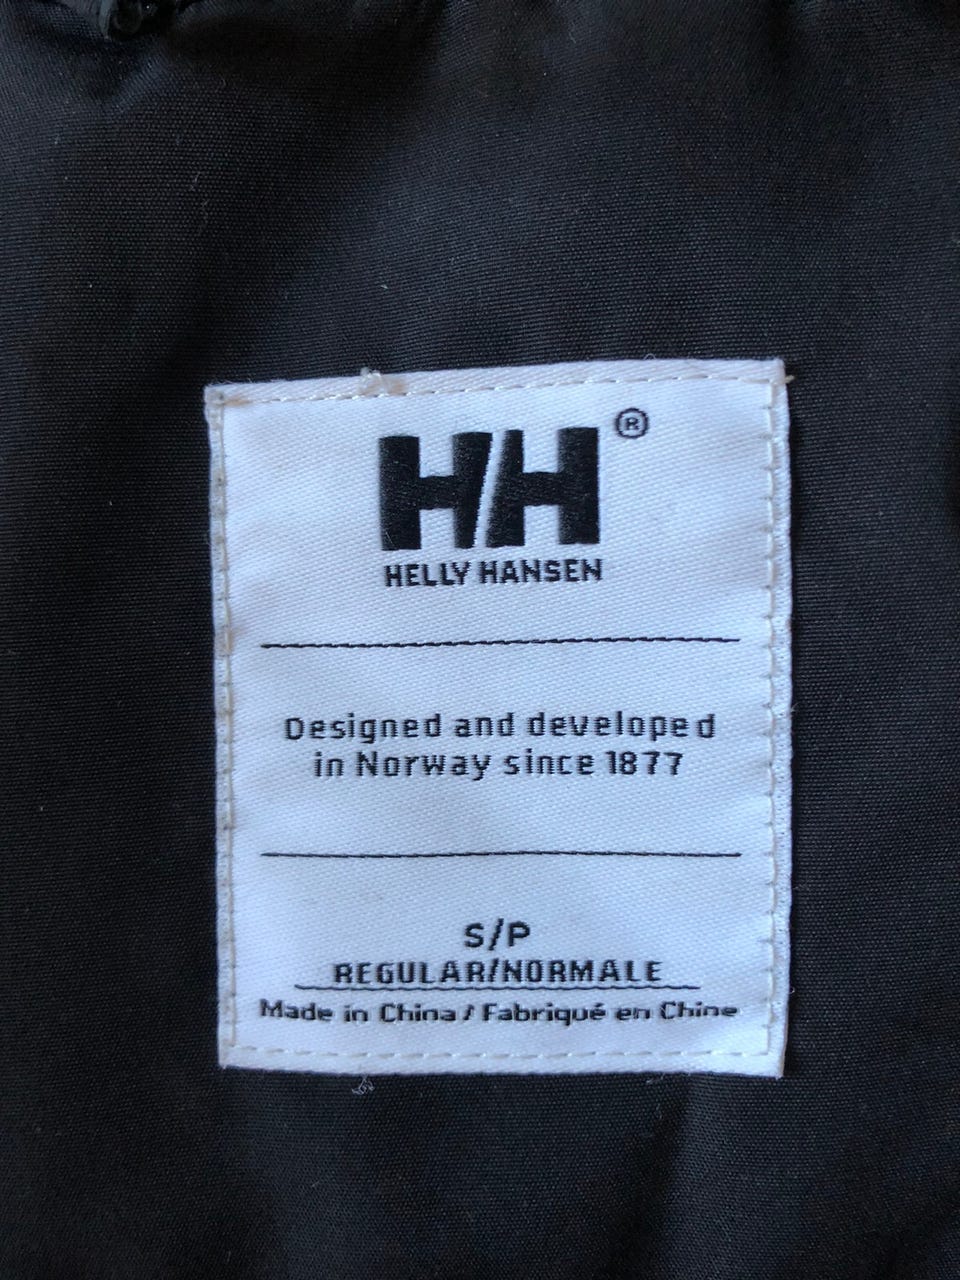 HH®
HELLY HANSEN
Designed and developed
in Norway since 1877
S/P
REGULAR/NORMALE
Made in China / Fabriqué en Chine